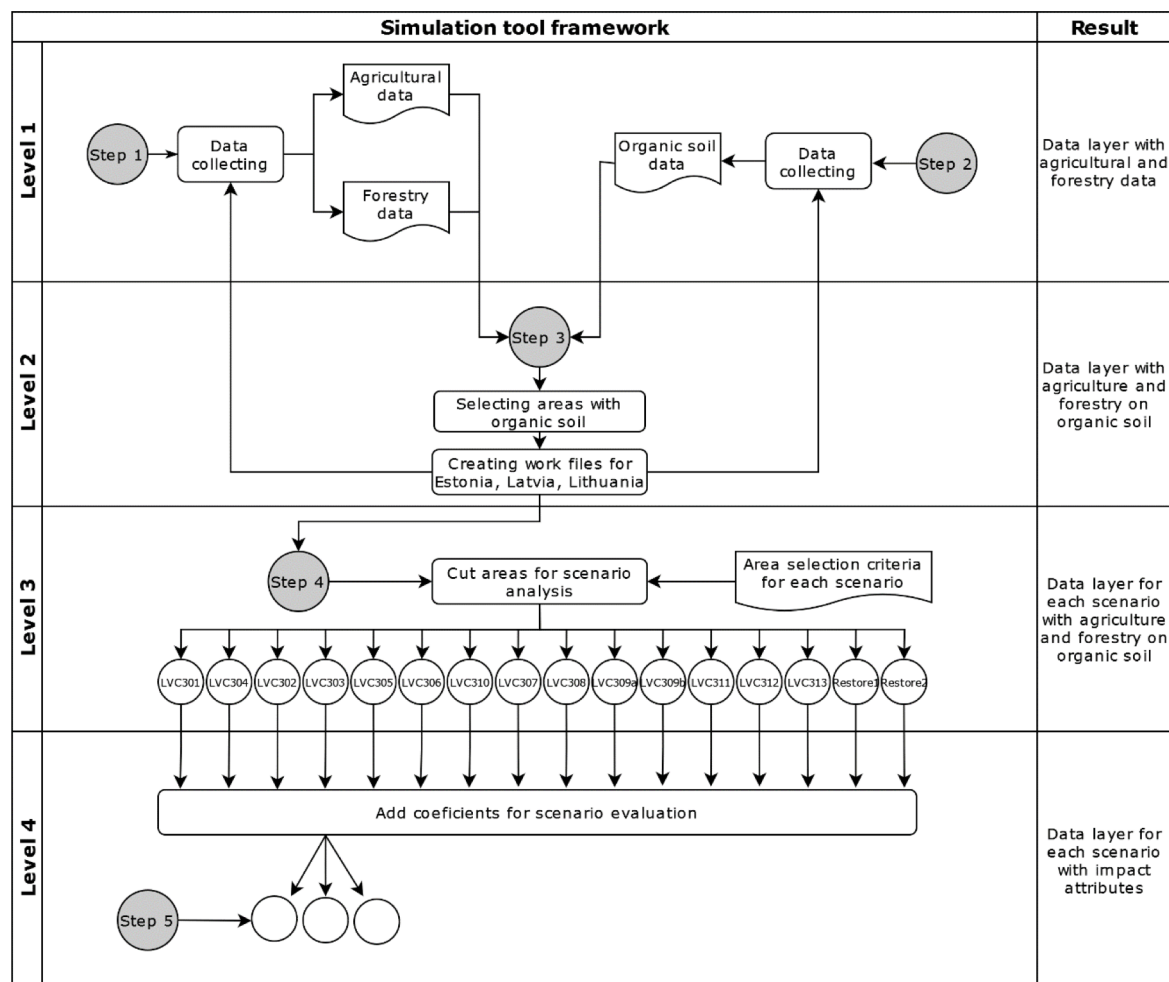 Simulation tool framework
Result
Level 1
Step 1
Data
collecting
Agricultural
data
Forestry
data
Organic soil
data
Data
collecting
Step 2
Data layer with
agricultural and
forestry data
Level 2
Step 3
Selecting areas with
organic soil
Creating work files for
Estonia, Latvia, Lithuania
Data layer with
agriculture and
forestry on
organic soil
Level 3
Step 4
Cut areas for scenario
analysis
Area selection criteria
for each scenario
LVC301
LVC304
LVC302
LVC303
LVC305
LVC306
LVC310
LVC307
LVC308
LVC309a
LVC309b
LVC311
LVC312
LVC313
Restore1
Restore2
Data layer for
each scenario
with agriculture
and forestry on
organic soil
Level 4
Add coeficients for scenario evaluation
Step 5
Data layer for
each scenario
with impact
attributes